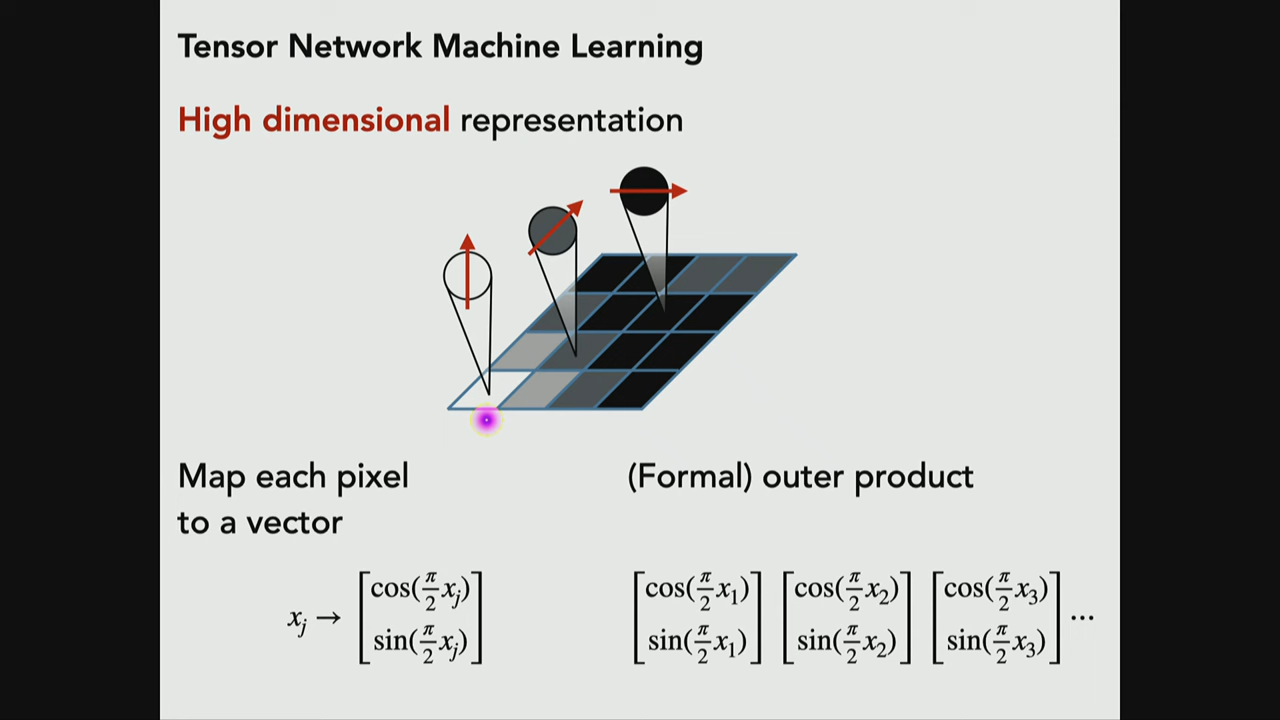 Tensor Network Machine Learning
High dimensional representation
Map each pixel
to a vector
(Formal) outer product
x_j → [cos(π/2 x_j) sin(π/2 x_j)]
[cos(π/2 x_1) sin(π/2 x_1)] [cos(π/2 x_2) sin(π/2 x_2)] [cos(π/2 x_3) sin(π/2 x_3)] ...